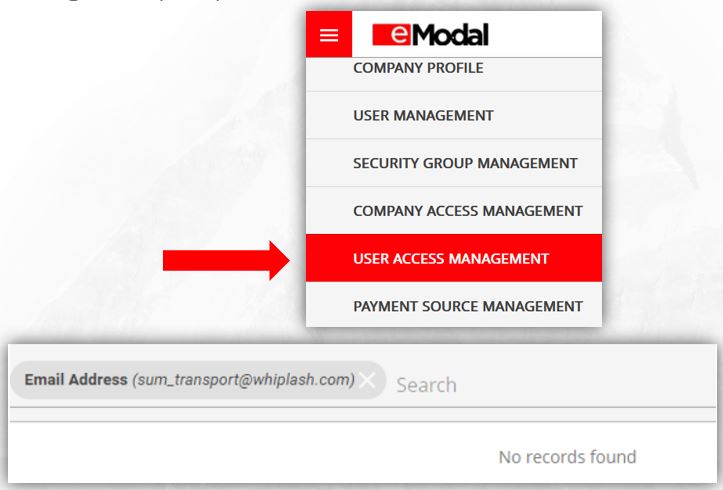 eModal
COMPANY PROFILE
USER MANAGEMENT
SECURITY GROUP MANAGEMENT
COMPANY ACCESS MANAGEMENT
USER ACCESS MANAGEMENT
PAYMENT SOURCE MANAGEMENT
Email Address (sum_transport@whiplash.com) Search
No records found